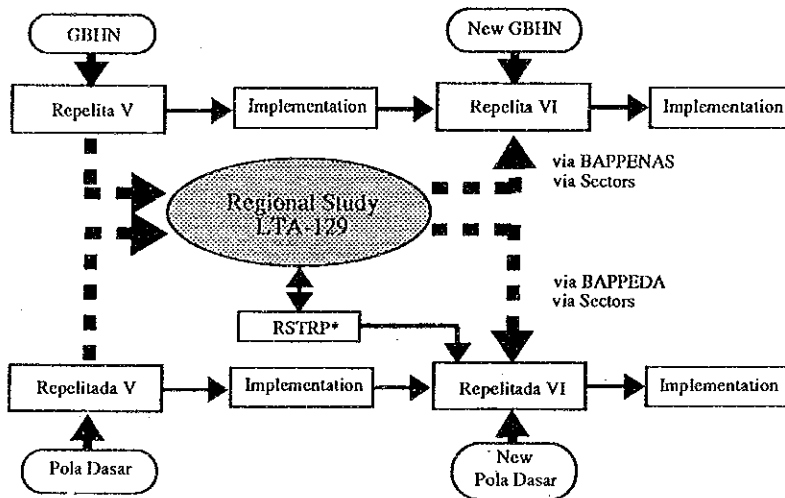 GBHN
New GBHN
Repelita V
Implementation
Repelita VI
Implementation
via BAPPENAS
via Sectors
Regional Study
LTA-129
via BAPPEDA
via Sectors
RSTRP*
Repelitada V
Implementation
Repelitada VI
Implementation
Pola Dasar
New
Pola Dasar